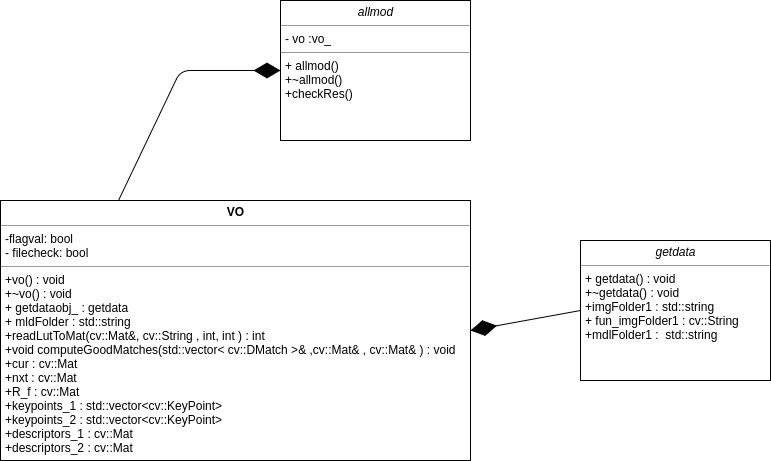 allmod
- vo :vo_
+ allmod()
+~allmod()
+checkRes()
VO
-flagval: bool
- filecheck: bool
+vo() : void
+~vo() : void
+ getdataobj_ : getdata
+ mldFolder : std::string
+readLutToMat(cv::Mat&, cv::String , int, int ) : int
+void computeGoodMatches(std::vector< cv::DMatch >& ,cv::Mat& , cv::Mat& ) : void
+cur : cv::Mat
+nxt : cv::Mat
+R_f : cv::Mat
+keypoints_1 : std::vector<cv::KeyPoint>
+keypoints_2 : std::vector<cv::KeyPoint>
+descriptors_1 : cv::Mat
+descriptors_2 : cv::Mat
getdata
+ getdata() : void
+~getdata() : void
+imgFolder1 : std::string
+ fun_imgFolder1 : cv::String
+mdlFolder1 :  std::string